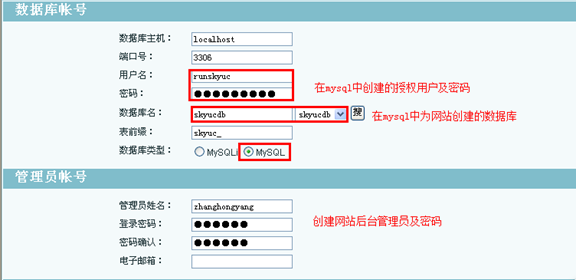 数据库帐号
数据库主机： localhost
端口号： 3306
用户名： runskyuc
密码： ●●●●●●●●● 在mysql中创建的授权用户及密码
数据库名： skyucdb skyucdb 搜 在mysql中为网站创建的数据库
表前缀： skyuc_
数据库类型： MySQLi MySQL
管理员帐号
管理员姓名： zhanghongyang
登录密码： ●●●●●● 创建网站后台管理员及密码
密码确认： ●●●●●●
电子邮箱：